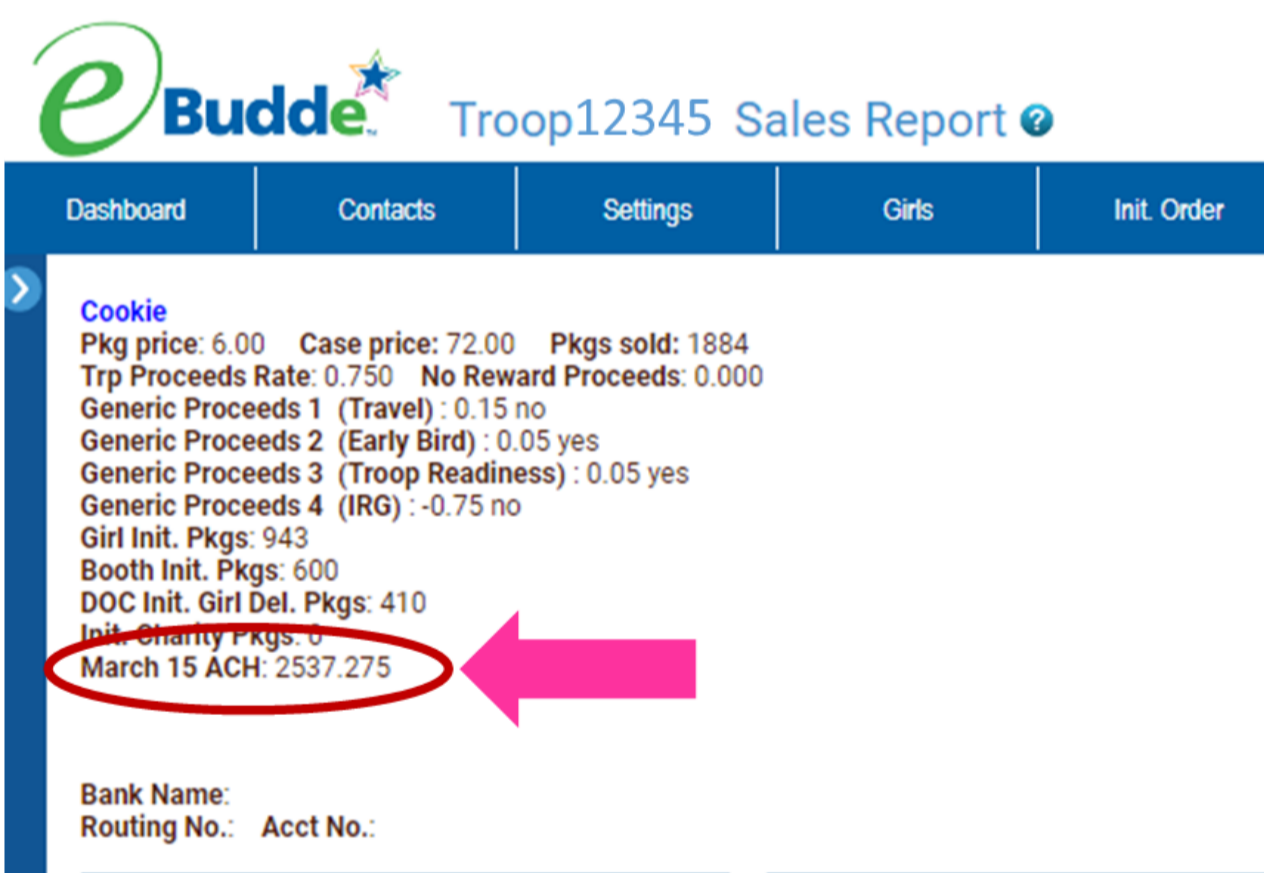 eBudde™
Troop12345 Sales Report ?
Dashboard Contacts Settings Girls Init. Order
Cookie
Pkg price: 6.00 Case price: 72.00 Pkgs sold: 1884
Trp Proceeds Rate: 0.750 No Reward Proceeds: 0.000
Generic Proceeds 1 (Travel) : 0.15 no
Generic Proceeds 2 (Early Bird) : 0.05 yes
Generic Proceeds 3 (Troop Readiness) : 0.05 yes
Generic Proceeds 4 (IRG) : -0.75 no
Girl Init. Pkgs: 943
Booth Init. Pkgs: 600
DOC Init. Girl Del. Pkgs: 410
Init. Charity Pkgs: 0
March 15 ACH: 2537.275
Bank Name:
Routing No.: Acct No.: